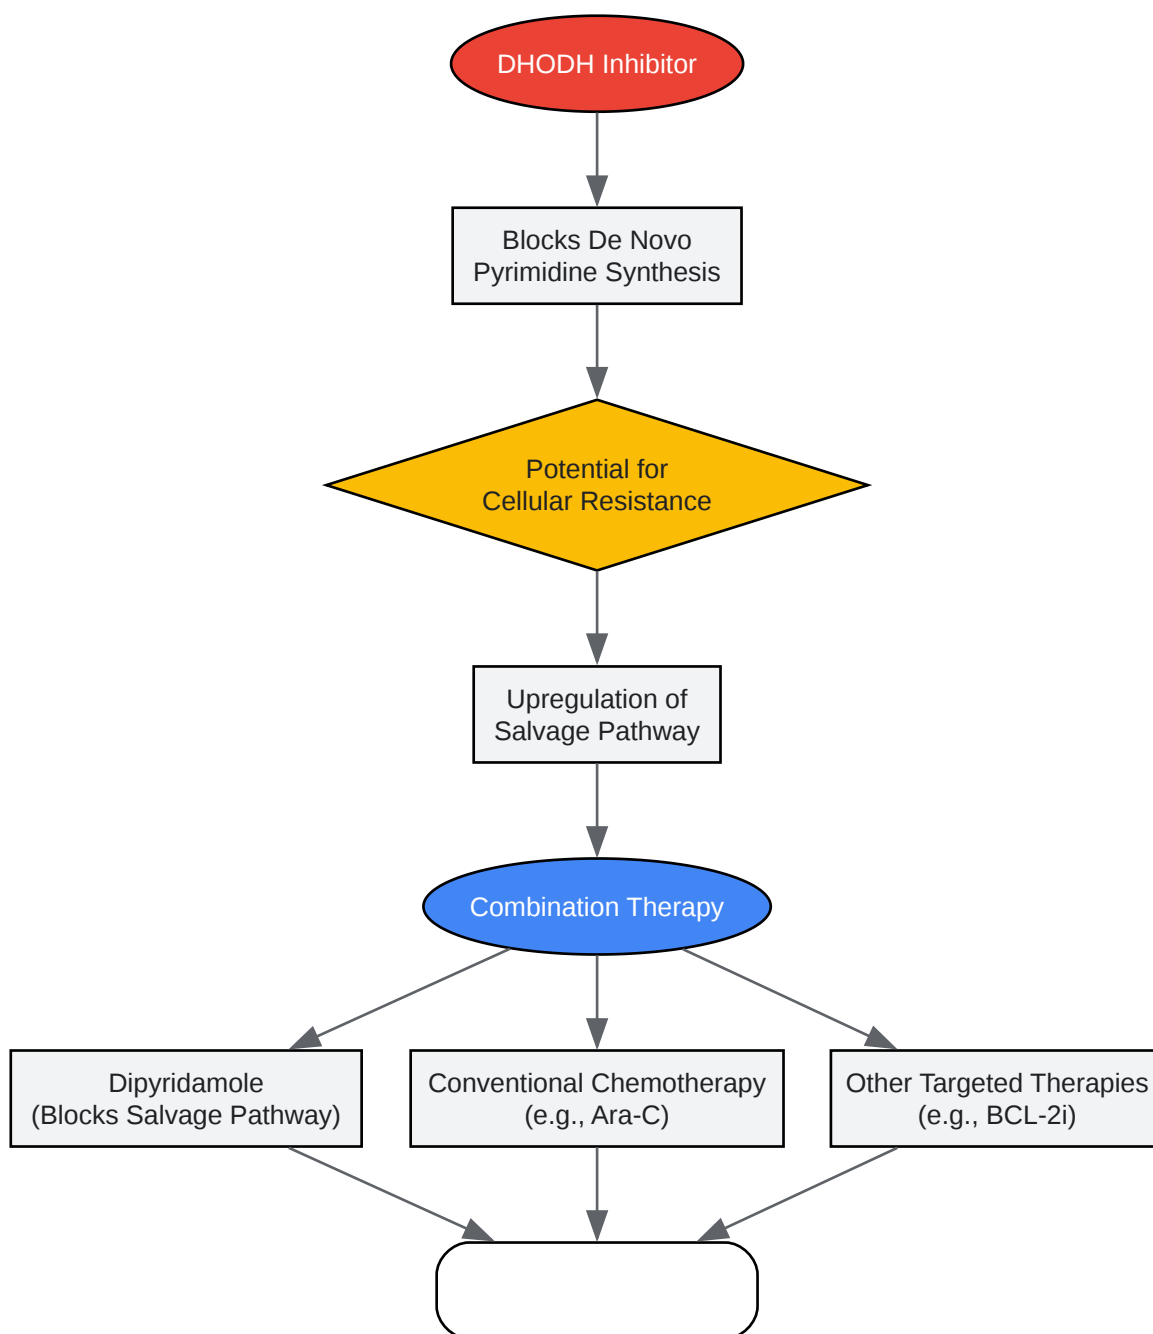 DHODH Inhibitor
Blocks De Novo
Pyrimidine Synthesis
Potential for
Cellular Resistance
Upregulation of
Salvage Pathway
Combination Therapy
Dipyridamole
(Blocks Salvage Pathway)
Conventional Chemotherapy
(e.g., Ara-C)
Other Targeted Therapies
(e.g., BCL-2i)